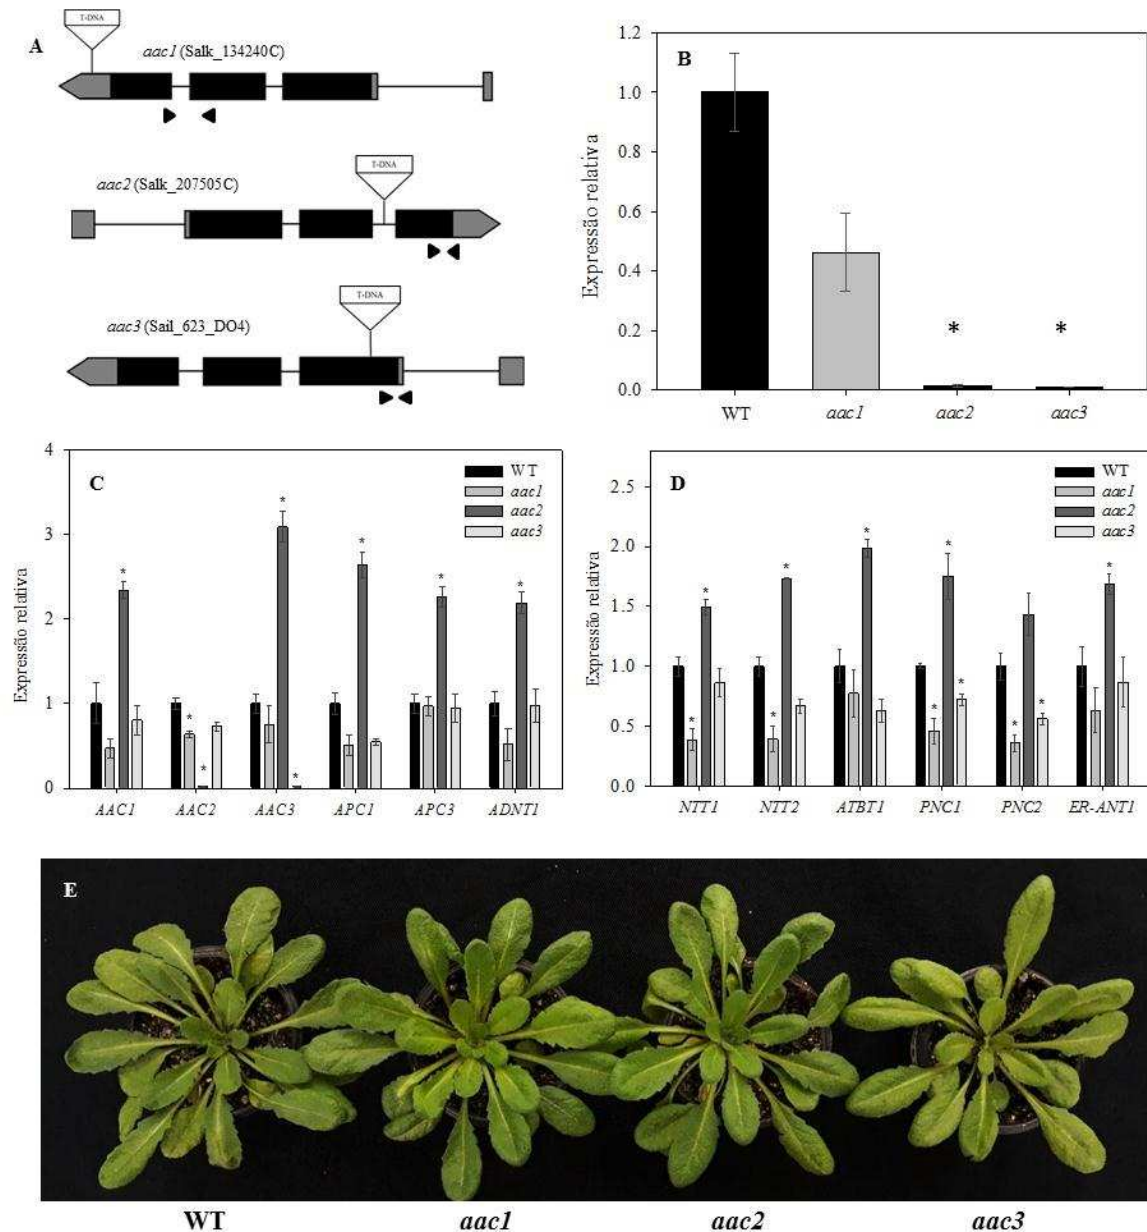 A
T-DNA
aac1 (Salk_134240C)
T-DNA
aac2 (Salk_207505C)
T-DNA
aac3 (Sail_623_DO4)
B
Expressão relativa
1.2
1.0
0.8
0.6
0.4
0.2
0.0
*
*
WT
aac1
aac2
aac3
C
Expressão relativa
4
3
2
1
0
WT
aac1
aac2
aac3
*
*
*
*
*
*
*
*
AAC1
AAC2
AAC3
APC1
APC3
ADNT1
D
Expressão relativa
2.5
2.0
1.5
1.0
0.5
0.0
WT
aac1
aac2
aac3
*
*
*
*
*
*
*
*
*
*
*
NTT1
NTT2
ATBT1
PNC1
PNC2
ER-ANT1
E
WT
aac1
aac2
aac3